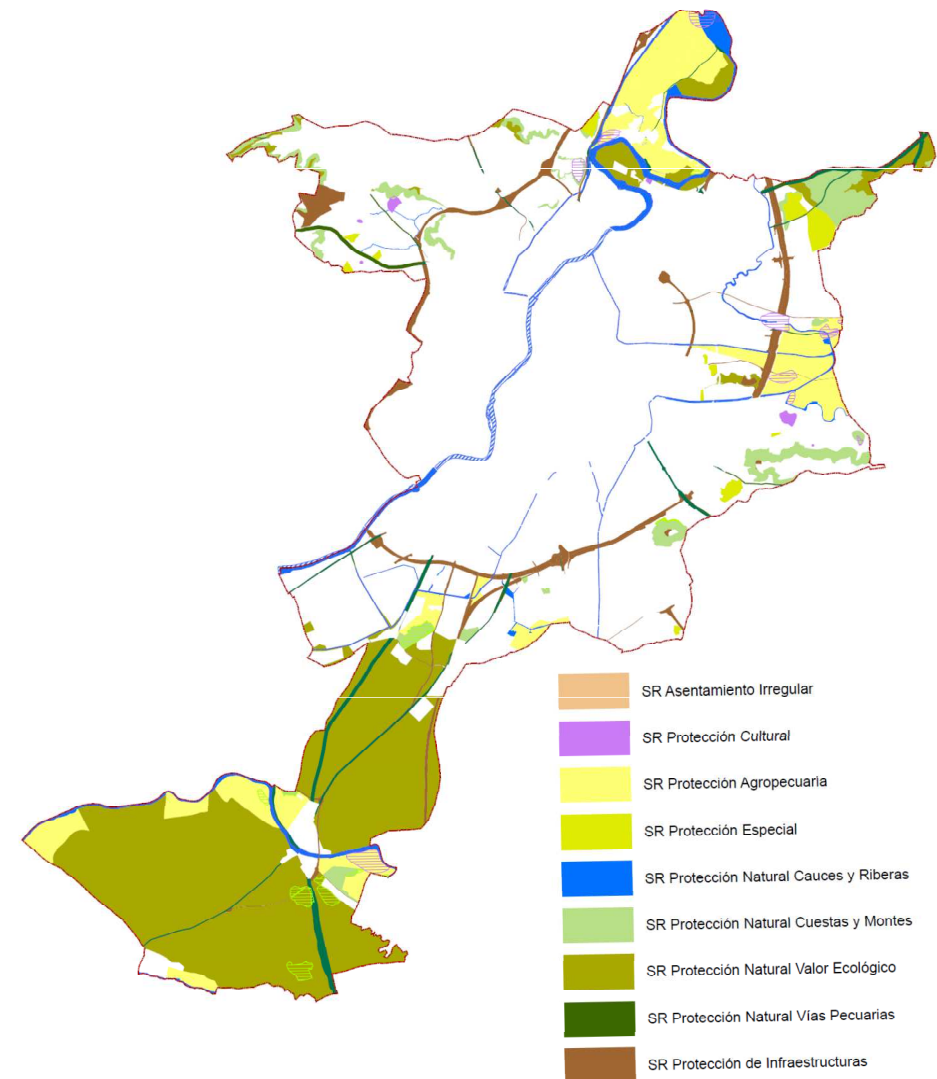 SR Asentamiento Irregular
SR Protección Cultural
SR Protección Agropecuaria
SR Protección Especial
SR Protección Natural Cauces y Riberas
SR Protección Natural Cuestas y Montes
SR Protección Natural Valor Ecológico
SR Protección Natural Vías Pecuarias
SR Protección de Infraestructuras